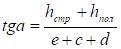 tga = (h_стр + h_пол) / (e + c + d)